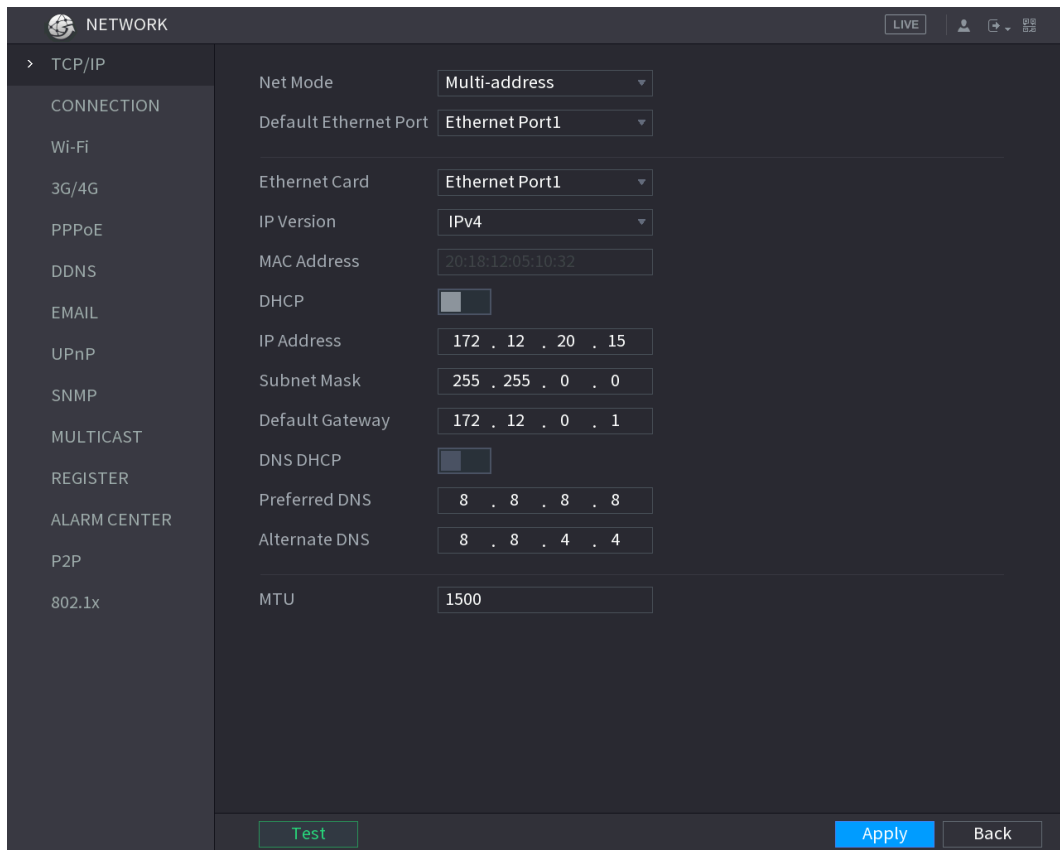 NETWORK
LIVE
TCP/IP
CONNECTION
Wi-Fi
3G/4G
PPPoE
DDNS
EMAIL
UPnP
SNMP
MULTICAST
REGISTER
ALARM CENTER
P2P
802.1x
Net Mode Multi-address
Default Ethernet Port Ethernet Port1
Ethernet Card Ethernet Port1
IP Version IPv4
MAC Address 20:18:12:05:10:32
DHCP
IP Address 172 . 12 . 20 . 15
Subnet Mask 255 . 255 . 0 . 0
Default Gateway 172 . 12 . 0 . 1
DNS DHCP
Preferred DNS 8 . 8 . 8 . 8
Alternate DNS 8 . 8 . 4 . 4
MTU 1500
Test
Apply
Back